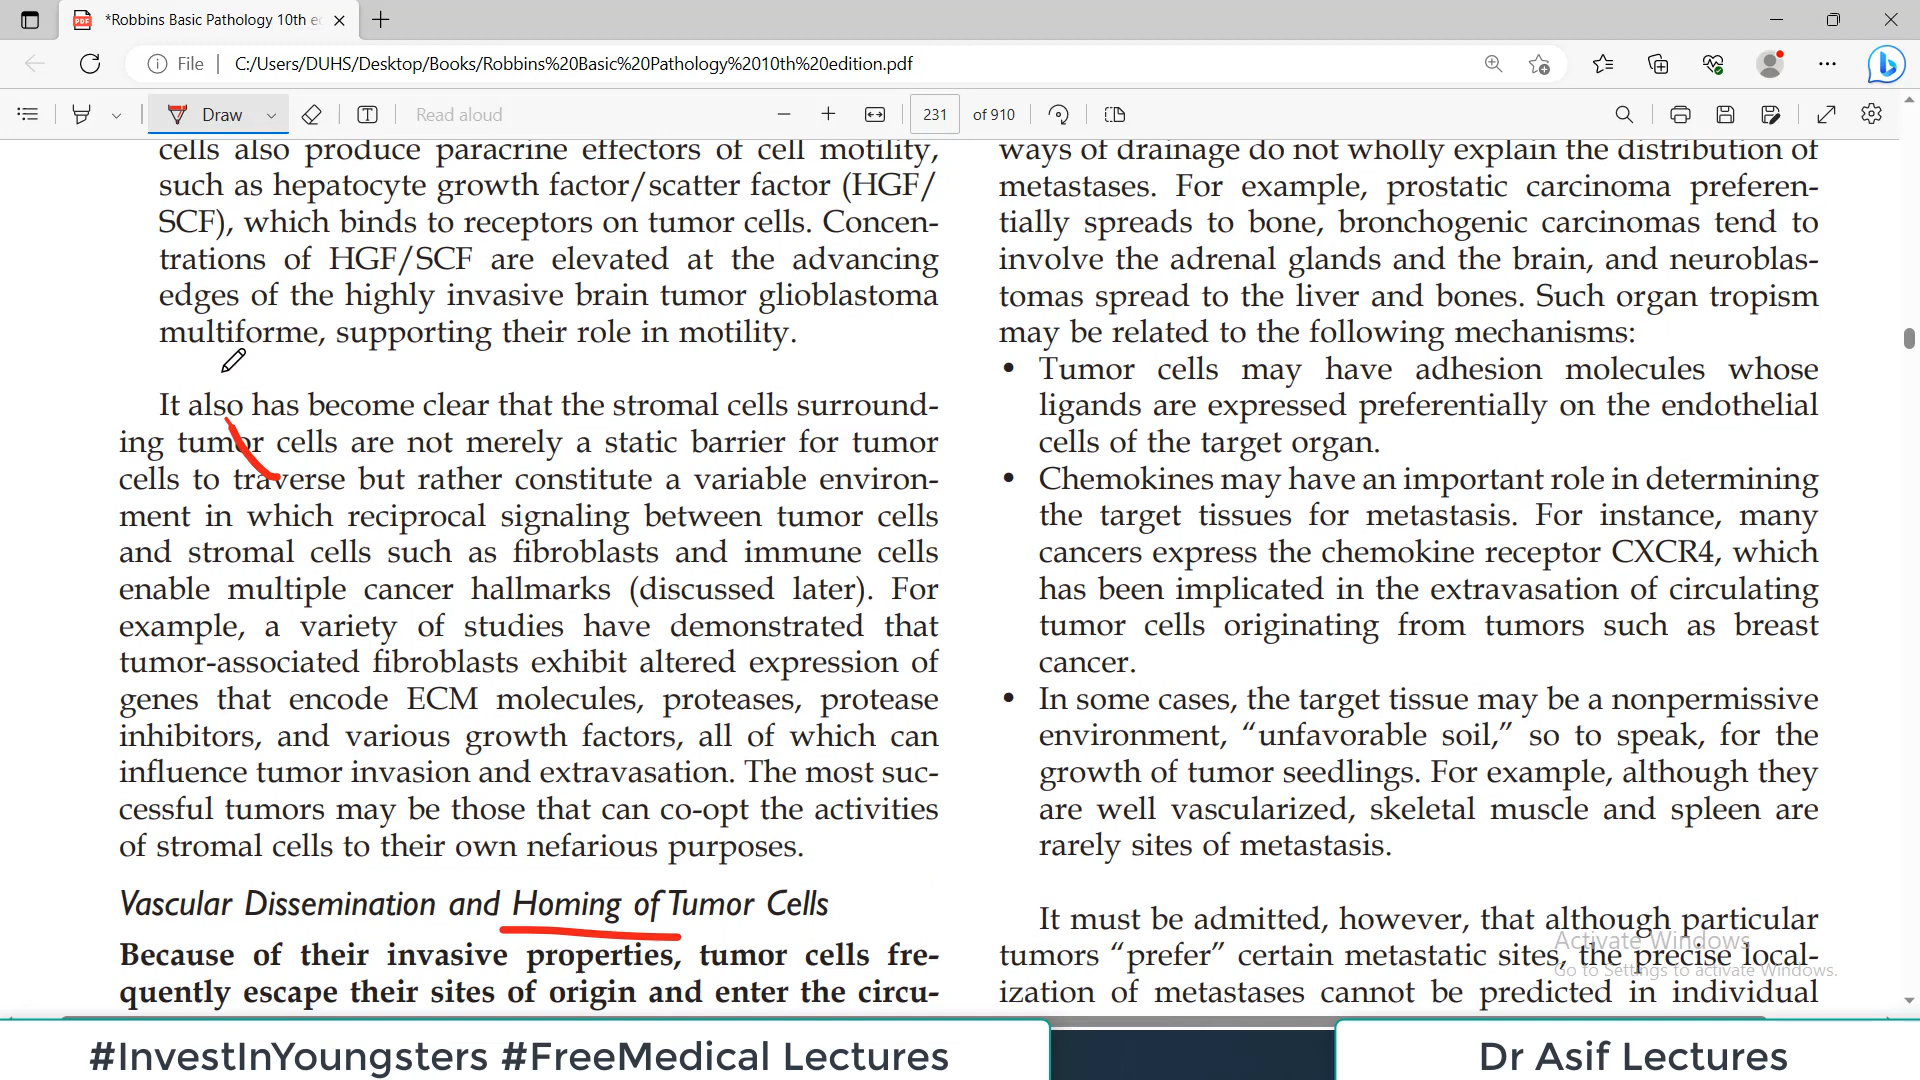 *Robbins Basic Pathology 10th e
File
C:/Users/DUHS/Desktop/Books/Robbins%20Basic%20Pathology%2010th%20edition.pdf
Draw
Read aloud
231
of 910
cells also produce paracrine effectors of cell motility,
such as hepatocyte growth factor/scatter factor (HGF/
SCF), which binds to receptors on tumor cells. Concen-
trations of HGF/SCF are elevated at the advancing
edges of the highly invasive brain tumor glioblastoma
multiforme, supporting their role in motility.
It also has become clear that the stromal cells surround-
ing tumor cells are not merely a static barrier for tumor
cells to traverse but rather constitute a variable environ-
ment in which reciprocal signaling between tumor cells
and stromal cells such as fibroblasts and immune cells
enable multiple cancer hallmarks (discussed later). For
example, a variety of studies have demonstrated that
tumor-associated fibroblasts exhibit altered expression of
genes that encode ECM molecules, proteases, protease
inhibitors, and various growth factors, all of which can
influence tumor invasion and extravasation. The most suc-
cessful tumors may be those that can co-opt the activities
of stromal cells to their own nefarious purposes.
Vascular Dissemination and Homing of Tumor Cells
Because of their invasive properties, tumor cells fre-
quently escape their sites of origin and enter the circu-
ways of drainage do not wholly explain the distribution of
metastases. For example, prostatic carcinoma preferen-
tially spreads to bone, bronchogenic carcinomas tend to
involve the adrenal glands and the brain, and neuroblas-
tomas spread to the liver and bones. Such organ tropism
may be related to the following mechanisms:
• Tumor cells may have adhesion molecules whose
ligands are expressed preferentially on the endothelial
cells of the target organ.
• Chemokines may have an important role in determining
the target tissues for metastasis. For instance, many
cancers express the chemokine receptor CXCR4, which
has been implicated in the extravasation of circulating
tumor cells originating from tumors such as breast
cancer.
• In some cases, the target tissue may be a nonpermissive
environment, “unfavorable soil,” so to speak, for the
growth of tumor seedlings. For example, although they
are well vascularized, skeletal muscle and spleen are
rarely sites of metastasis.
It must be admitted, however, that although particular
tumors “prefer” certain metastatic sites, the precise local-
ization of metastases cannot be predicted in individual
Activate Windows
Go to Settings to activate Windows.
#InvestInYoungsters #FreeMedical Lectures
Dr Asif Lectures